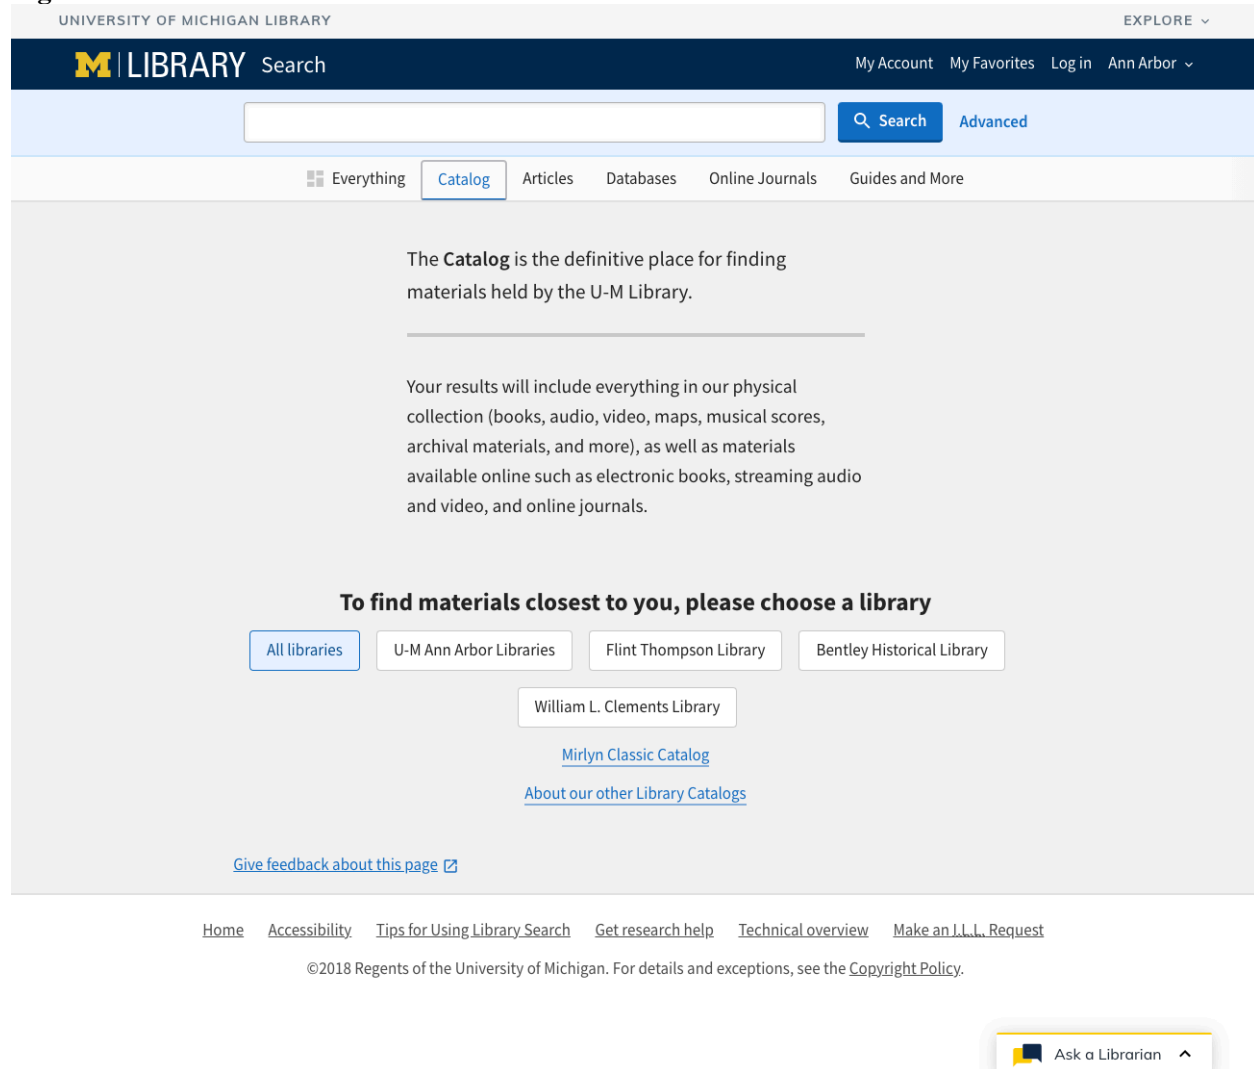 UNIVERSITY OF MICHIGAN LIBRARY EXPLORE
M LIBRARY Search My Account My Favorites Log in Ann Arbor
Search Advanced
Everything Catalog Articles Databases Online Journals Guides and More
The Catalog is the definitive place for finding
materials held by the U-M Library.
Your results will include everything in our physical
collection (books, audio, video, maps, musical scores,
archival materials, and more), as well as materials
available online such as electronic books, streaming audio
and video, and online journals.
To find materials closest to you, please choose a library
All libraries U-M Ann Arbor Libraries Flint Thompson Library Bentley Historical Library
William L. Clements Library
Mirlyn Classic Catalog
About our other Library Catalogs
Give feedback about this page
Home Accessibility Tips for Using Library Search Get research help Technical overview Make an I.L.L. Request
©2018 Regents of the University of Michigan. For details and exceptions, see the Copyright Policy.
Ask a Librarian